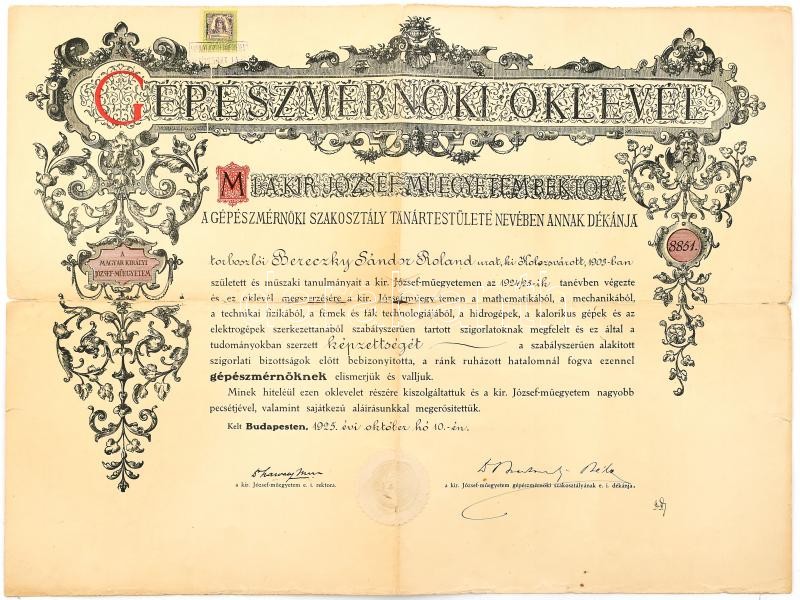 GÉPÉSZMÉRNÖKI OKLEVÉL
MI A KIR. JÓZSEF-MŰEGYETEM REKTORA
A GÉPÉSZMÉRNÖKI SZAKOSZTÁLY TANÁRTESTÜLETE NEVÉBEN ANNAK DÉKÁNJA
A
MAGYAR KIRÁLYI
JÓZSEF-MŰEGYETEM
8851.
torboszlói Bereczky Sándor Roland urat, ki Kolozsvárott, 1903-ban
született és műszaki tanulmányait a kir. József-műegyetemen az 1924/25-ik tanévben végezte
és ez oklevél megszerzésére a kir. József-műegyetemen a mathematikából, a mechanikából,
a technikai fizikából, a fémek és fák technologiájából, a hidrogépek, a kalorikus gépek és az
elektrogépek szerkezettanából szabályszerűen tartott szigorlatoknak megfelelt és ez által a
tudományokban szerzett képzettségét a szabályszerűen alakított
szigorlati bizottságok előtt bebizonyította, a ránk ruházott hatalomnál fogva ezennel
gépészmérnöknek elismerjük és valljuk.
Minek hiteléül ezen oklevelet részére kiszolgáltattuk és a kir. József-műegyetem nagyobb
pecsétjével, valamint sajátkezű aláírásunkkal megerősítettük.
Kelt Budapesten, 1925. évi október hó 10-én.
a kir. József-műegyetem e. i. rektora.
a kir. József-műegyetem gépészmérnöki szakosztályának e. i. dékánja.